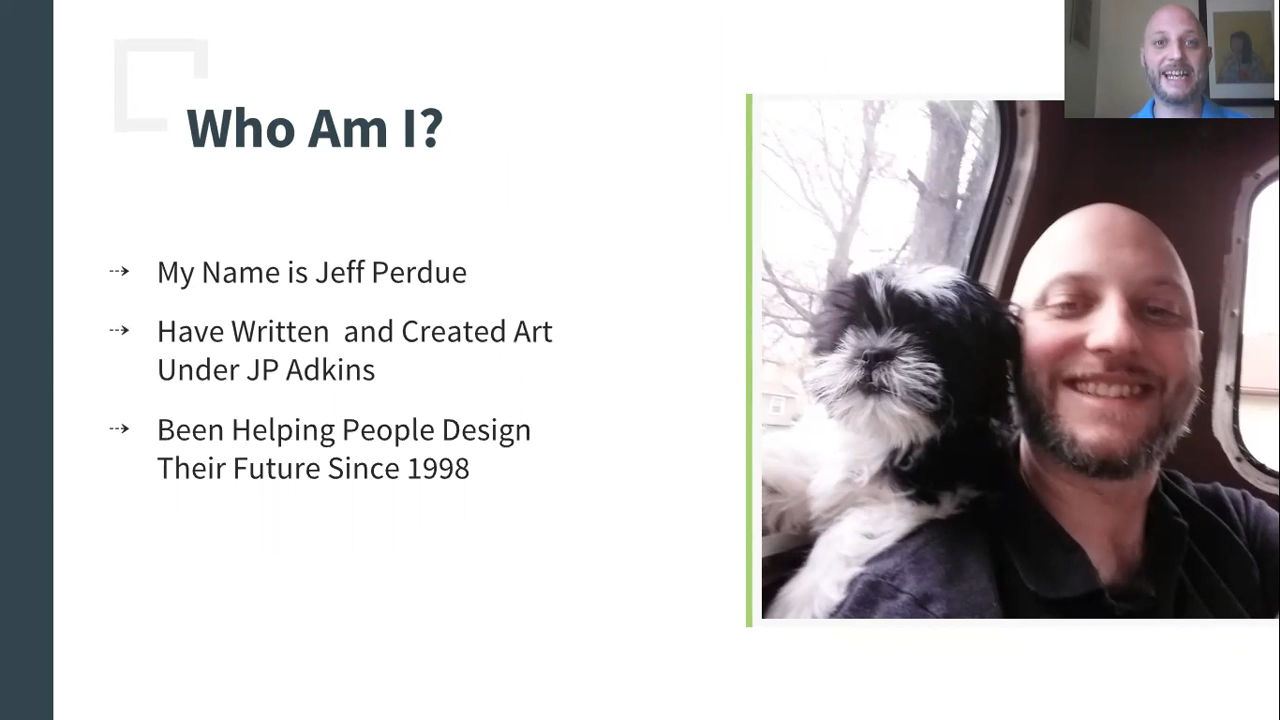 Who Am I?
My Name is Jeff Perdue
Have Written  and Created Art
Under JP Adkins
Been Helping People Design
Their Future Since 1998